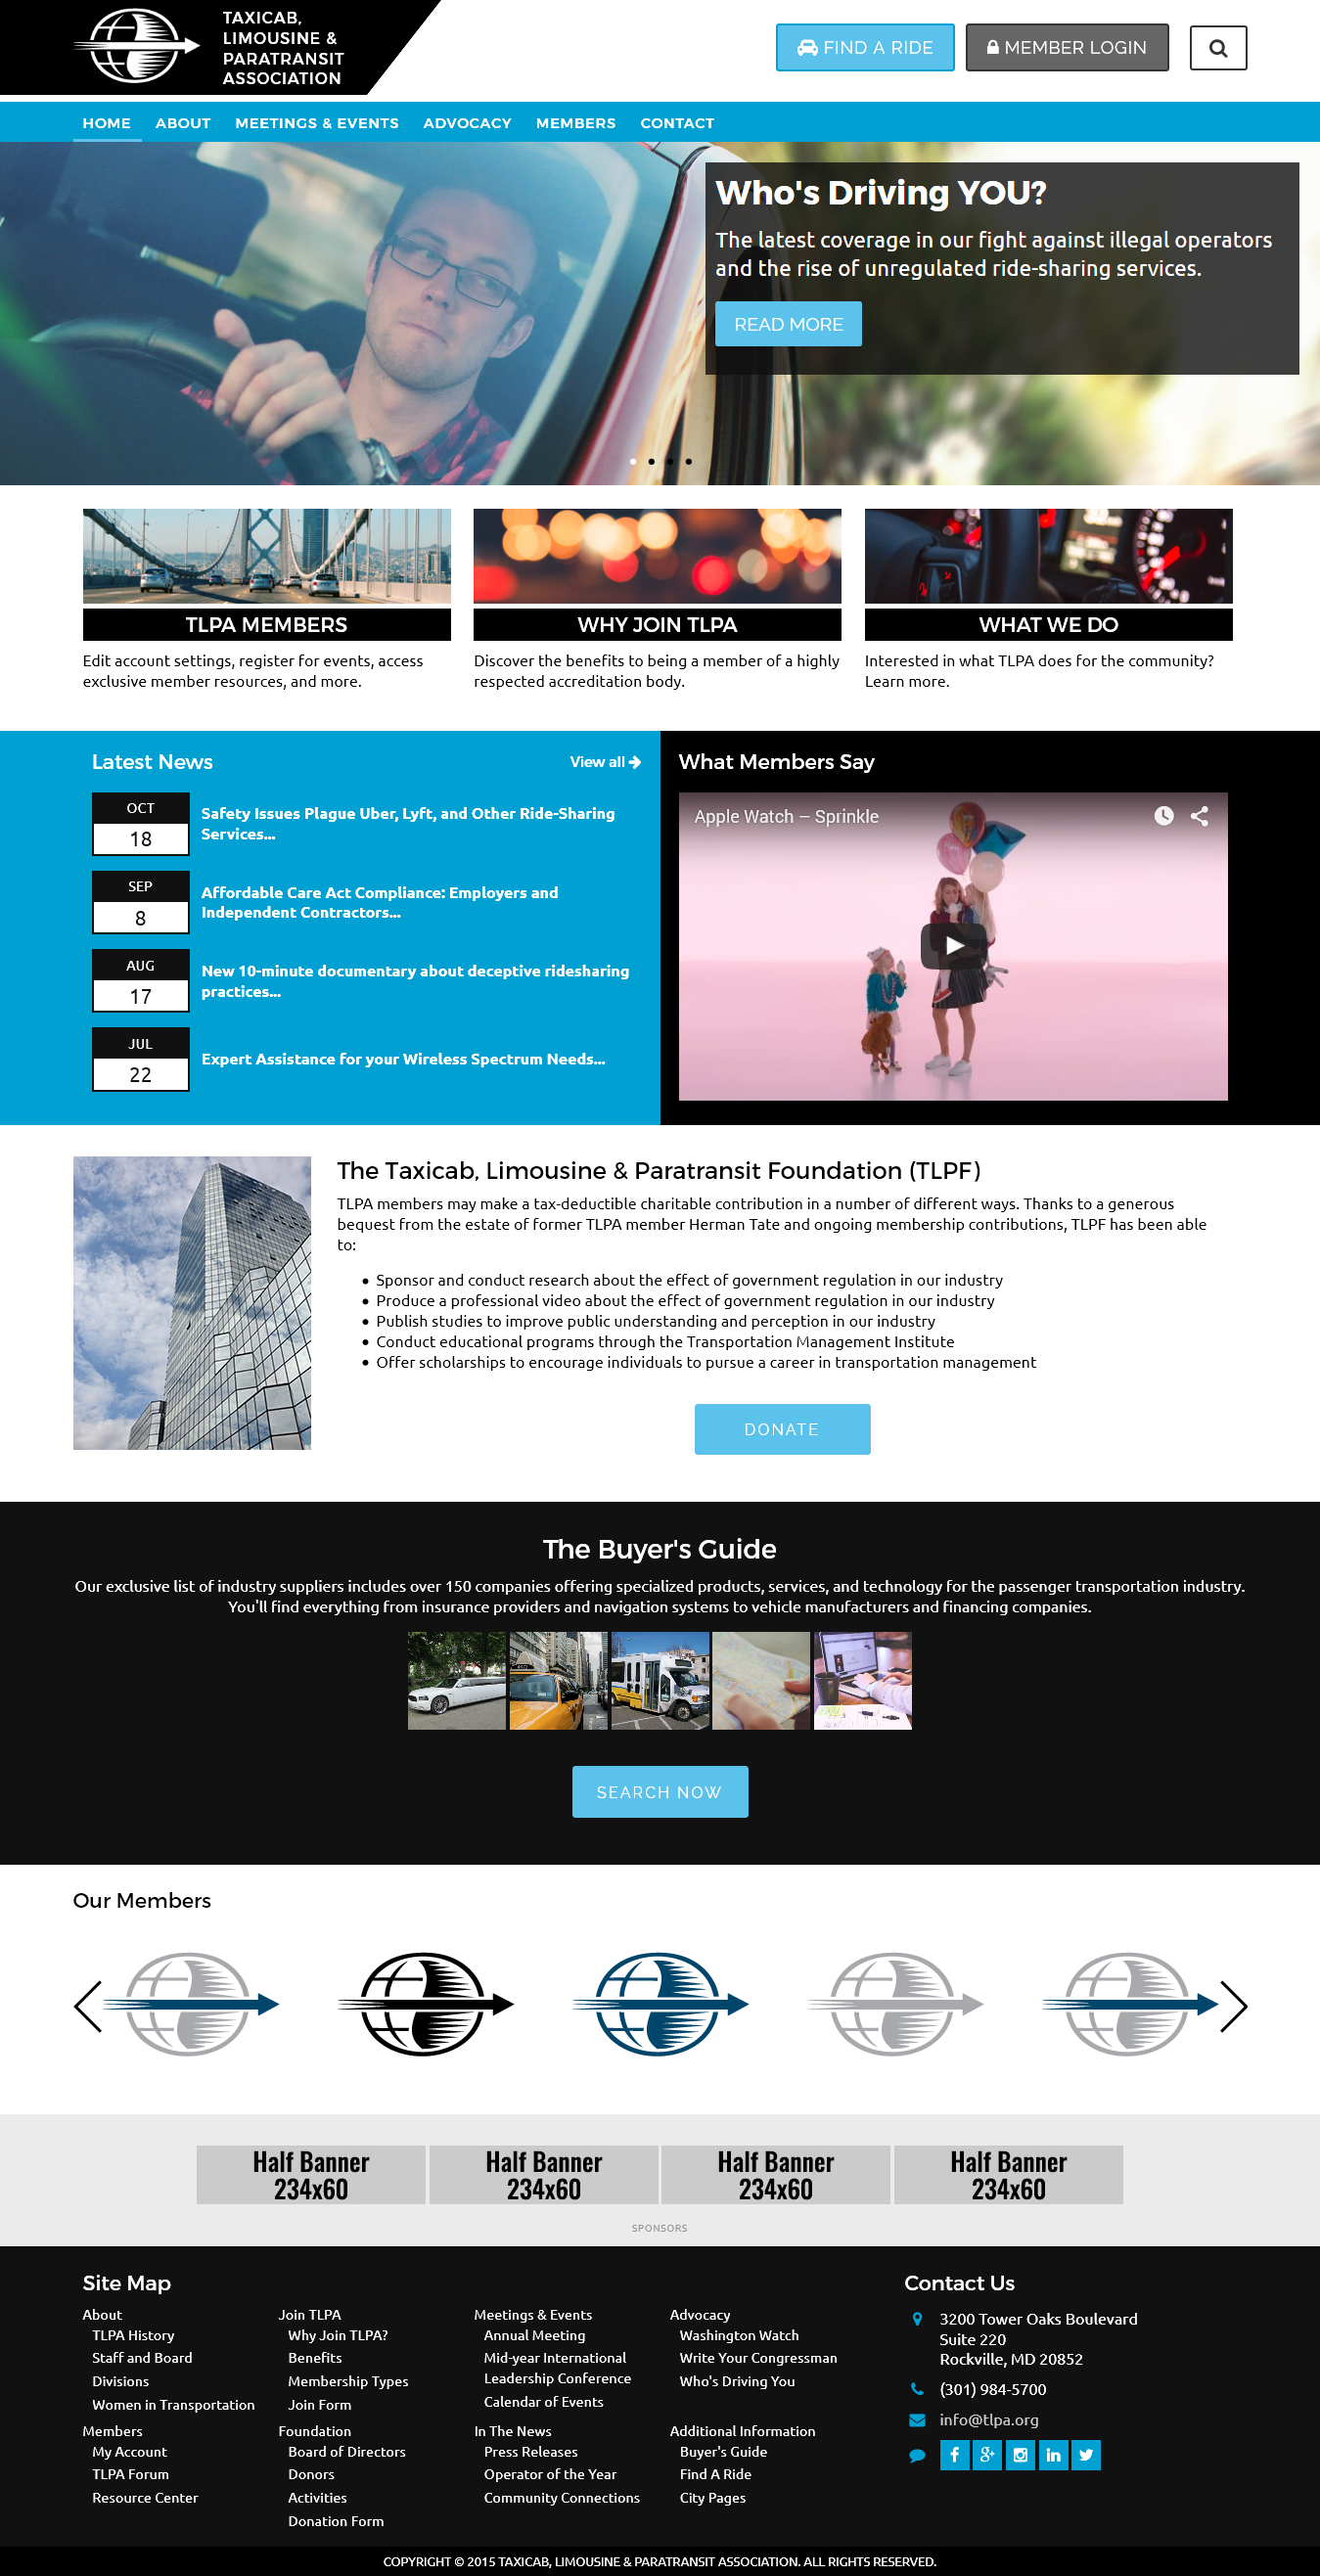 TAXICAB,
LIMOUSINE &
PARATRANSIT
ASSOCIATION
FIND A RIDE
MEMBER LOGIN
HOME ABOUT MEETINGS & EVENTS ADVOCACY MEMBERS CONTACT
Who's Driving YOU?
The latest coverage in our fight against illegal operators
and the rise of unregulated ride-sharing services.
READ MORE
TLPA MEMBERS
Edit account settings, register for events, access
exclusive member resources, and more.
WHY JOIN TLPA
Discover the benefits to being a member of a highly
respected accreditation body.
WHAT WE DO
Interested in what TLPA does for the community?
Learn more.
Latest News
View all
OCT
18
Safety Issues Plague Uber, Lyft, and Other Ride-Sharing
Services...
SEP
8
Affordable Care Act Compliance: Employers and
Independent Contractors...
AUG
17
New 10-minute documentary about deceptive ridesharing
practices...
JUL
22
Expert Assistance for your Wireless Spectrum Needs...
What Members Say
Apple Watch – Sprinkle
The Taxicab, Limousine & Paratransit Foundation (TLPF)
TLPA members may make a tax-deductible charitable contribution in a number of different ways. Thanks to a generous
bequest from the estate of former TLPA member Herman Tate and ongoing membership contributions, TLPF has been able
to:
• Sponsor and conduct research about the effect of government regulation in our industry
• Produce a professional video about the effect of government regulation in our industry
• Publish studies to improve public understanding and perception in our industry
• Conduct educational programs through the Transportation Management Institute
• Offer scholarships to encourage individuals to pursue a career in transportation management
DONATE
The Buyer's Guide
Our exclusive list of industry suppliers includes over 150 companies offering specialized products, services, and technology for the passenger transportation industry.
You'll find everything from insurance providers and navigation systems to vehicle manufacturers and financing companies.
SEARCH NOW
Our Members
Half Banner
234x60
Half Banner
234x60
Half Banner
234x60
Half Banner
234x60
SPONSORS
Site Map
About
TLPA History
Staff and Board
Divisions
Women in Transportation
Join TLPA
Why Join TLPA?
Benefits
Membership Types
Join Form
Meetings & Events
Annual Meeting
Mid-year International
Leadership Conference
Calendar of Events
Advocacy
Washington Watch
Write Your Congressman
Who's Driving You
Members
My Account
TLPA Forum
Resource Center
Foundation
Board of Directors
Donors
Activities
Donation Form
In The News
Press Releases
Operator of the Year
Community Connections
Additional Information
Buyer's Guide
Find A Ride
City Pages
Contact Us
3200 Tower Oaks Boulevard
Suite 220
Rockville, MD 20852
(301) 984-5700
info@tlpa.org
COPYRIGHT © 2015 TAXICAB, LIMOUSINE & PARATRANSIT ASSOCIATION. ALL RIGHTS RESERVED.